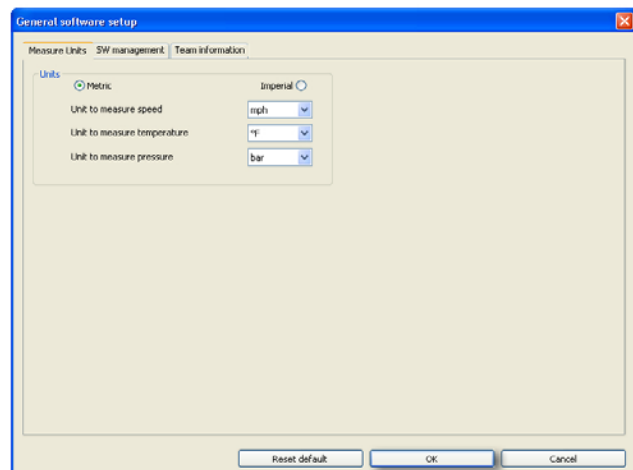 General software setup
Measure Units SW management Team information
Units
Metric Imperial
Unit to measure speed mph
Unit to measure temperature °F
Unit to measure pressure bar
Reset default OK Cancel